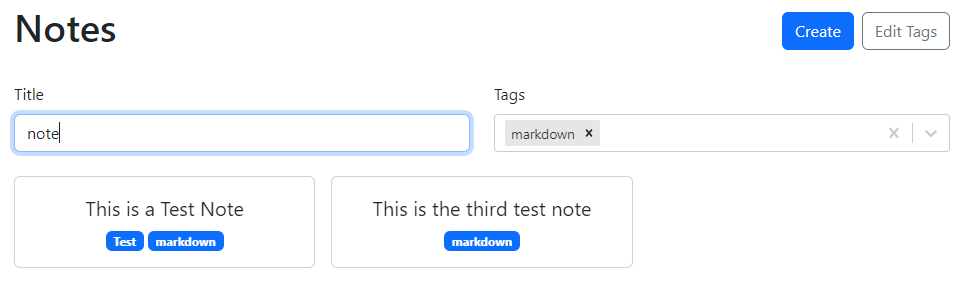 Notes
Create Edit Tags
Title Tags
note markdown
This is a Test Note This is the third test note
Test markdown markdown